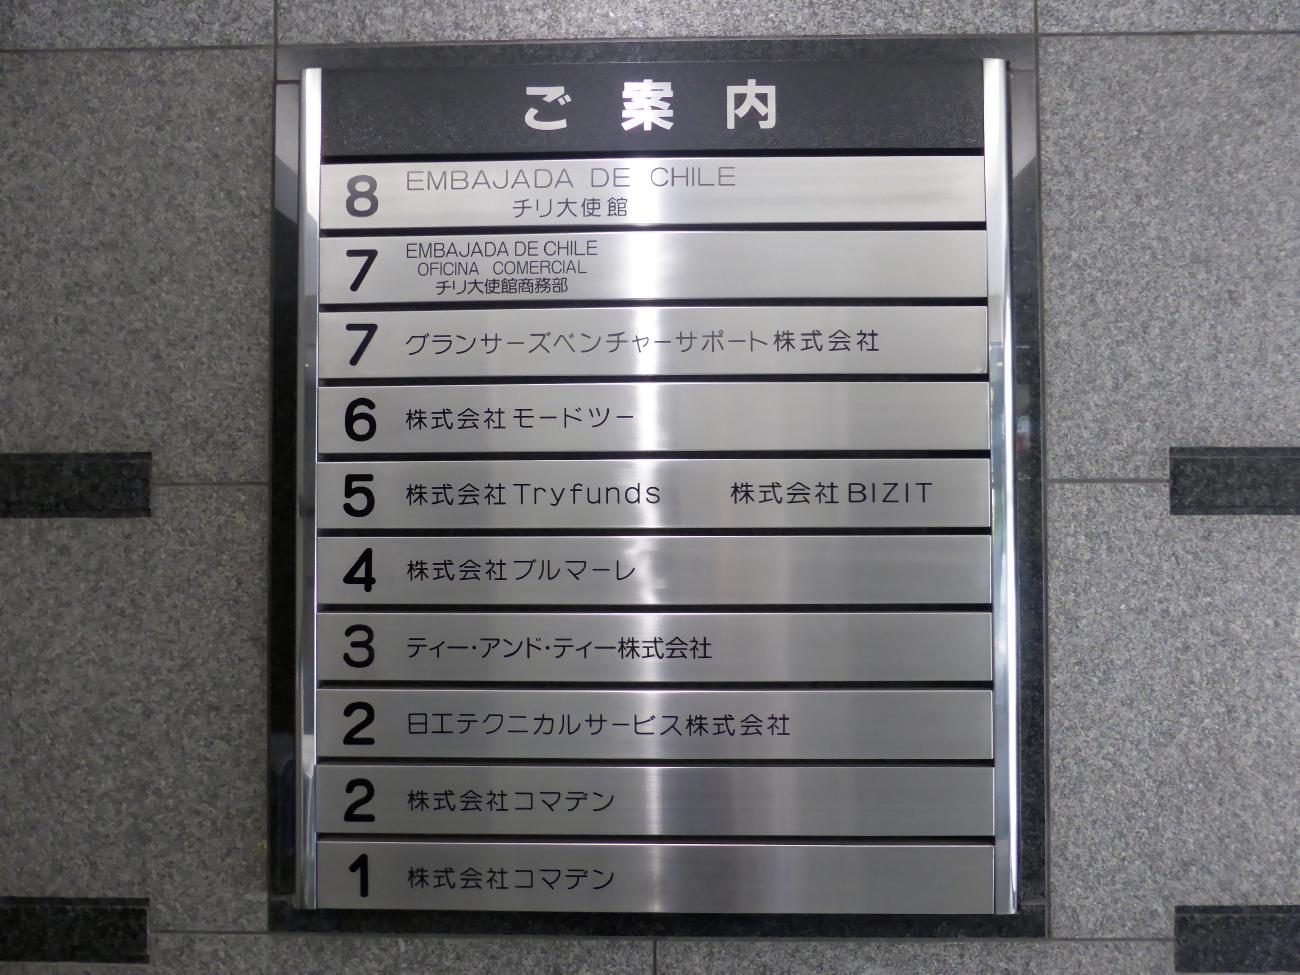 ご案内
8 EMBAJADA DE CHILE
チリ大使館
7 EMBAJADA DE CHILE
OFICINA COMERCIAL
チリ大使館商務部
7 グランサーズベンチャーサポート株式会社
6 株式会社モードツー
5 株式会社Tryfunds 株式会社BIZIT
4 株式会社ブルマーレ
3 ティー・アンド・ティー株式会社
2 日工テクニカルサービス株式会社
2 株式会社コマデン
1 株式会社コマデン